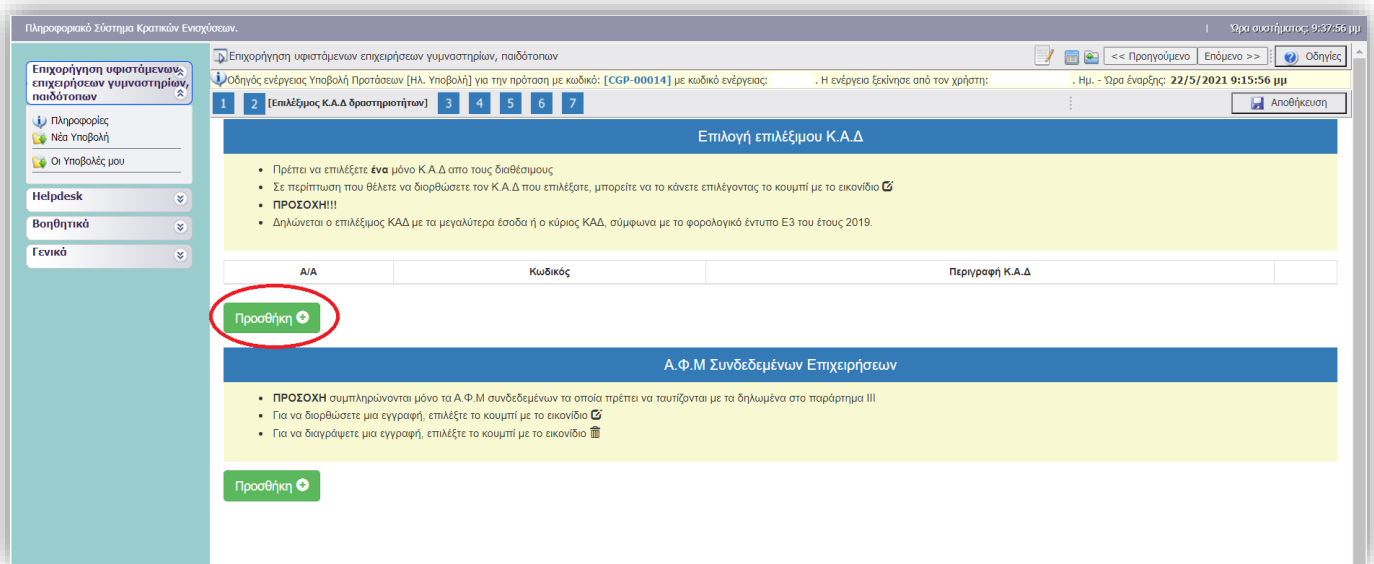 Πληροφοριακό Σύστημα Κρατικών Ενισχύσεων.
Ώρα συστήματος: 9:37:56 μμ
Επιχορήγηση υφιστάμενων επιχειρήσεων γυμναστηρίων, παιδότοπων
Πληροφορίες
Νέα Υποβολή
Οι Υποβολές μου
Helpdesk
Βοηθητικά
Γενικά
Επιχορήγηση υφιστάμενων επιχειρήσεων γυμναστηρίων, παιδότοπων
<< Προηγούμενο Επόμενο >> Οδηγίες
Οδηγός ενέργειας Υποβολή Προτάσεων [Ηλ. Υποβολή] για την πρόταση με κωδικό: [CGP-00014] με κωδικό ενέργειας: . Η ενέργεια ξεκίνησε από τον χρήστη: . Ημ. - Ώρα έναρξης: 22/5/2021 9:15:56 μμ
1 2 [Επιλέξιμος Κ.Α.Δ δραστηριοτήτων] 3 4 5 6 7 Αποθήκευση
Επιλογή επιλέξιμου Κ.Α.Δ
Πρέπει να επιλέξετε ένα μόνο Κ.Α.Δ απο τους διαθέσιμους
Σε περίπτωση που θέλετε να διορθώσετε τον Κ.Α.Δ που επιλέξατε, μπορείτε να το κάνετε επιλέγοντας το κουμπί με το εικονίδιο
ΠΡΟΣΟΧΗ!!!
Δηλώνεται ο επιλέξιμος ΚΑΔ με τα μεγαλύτερα έσοδα ή ο κύριος ΚΑΔ, σύμφωνα με το φορολογικό έντυπο Ε3 του έτους 2019.
Α/Α Κωδικός Περιγραφή Κ.Α.Δ
Προσθήκη
Α.Φ.Μ Συνδεδεμένων Επιχειρήσεων
ΠΡΟΣΟΧΗ συμπληρώνονται μόνο τα Α.Φ.Μ συνδεδεμένων τα οποία πρέπει να ταυτίζονται με τα δηλωμένα στο παράρτημα ΙΙΙ
Για να διορθώσετε μια εγγραφή, επιλέξτε το κουμπί με το εικονίδιο
Για να διαγράψετε μια εγγραφή, επιλέξτε το κουμπί με το εικονίδιο
Προσθήκη